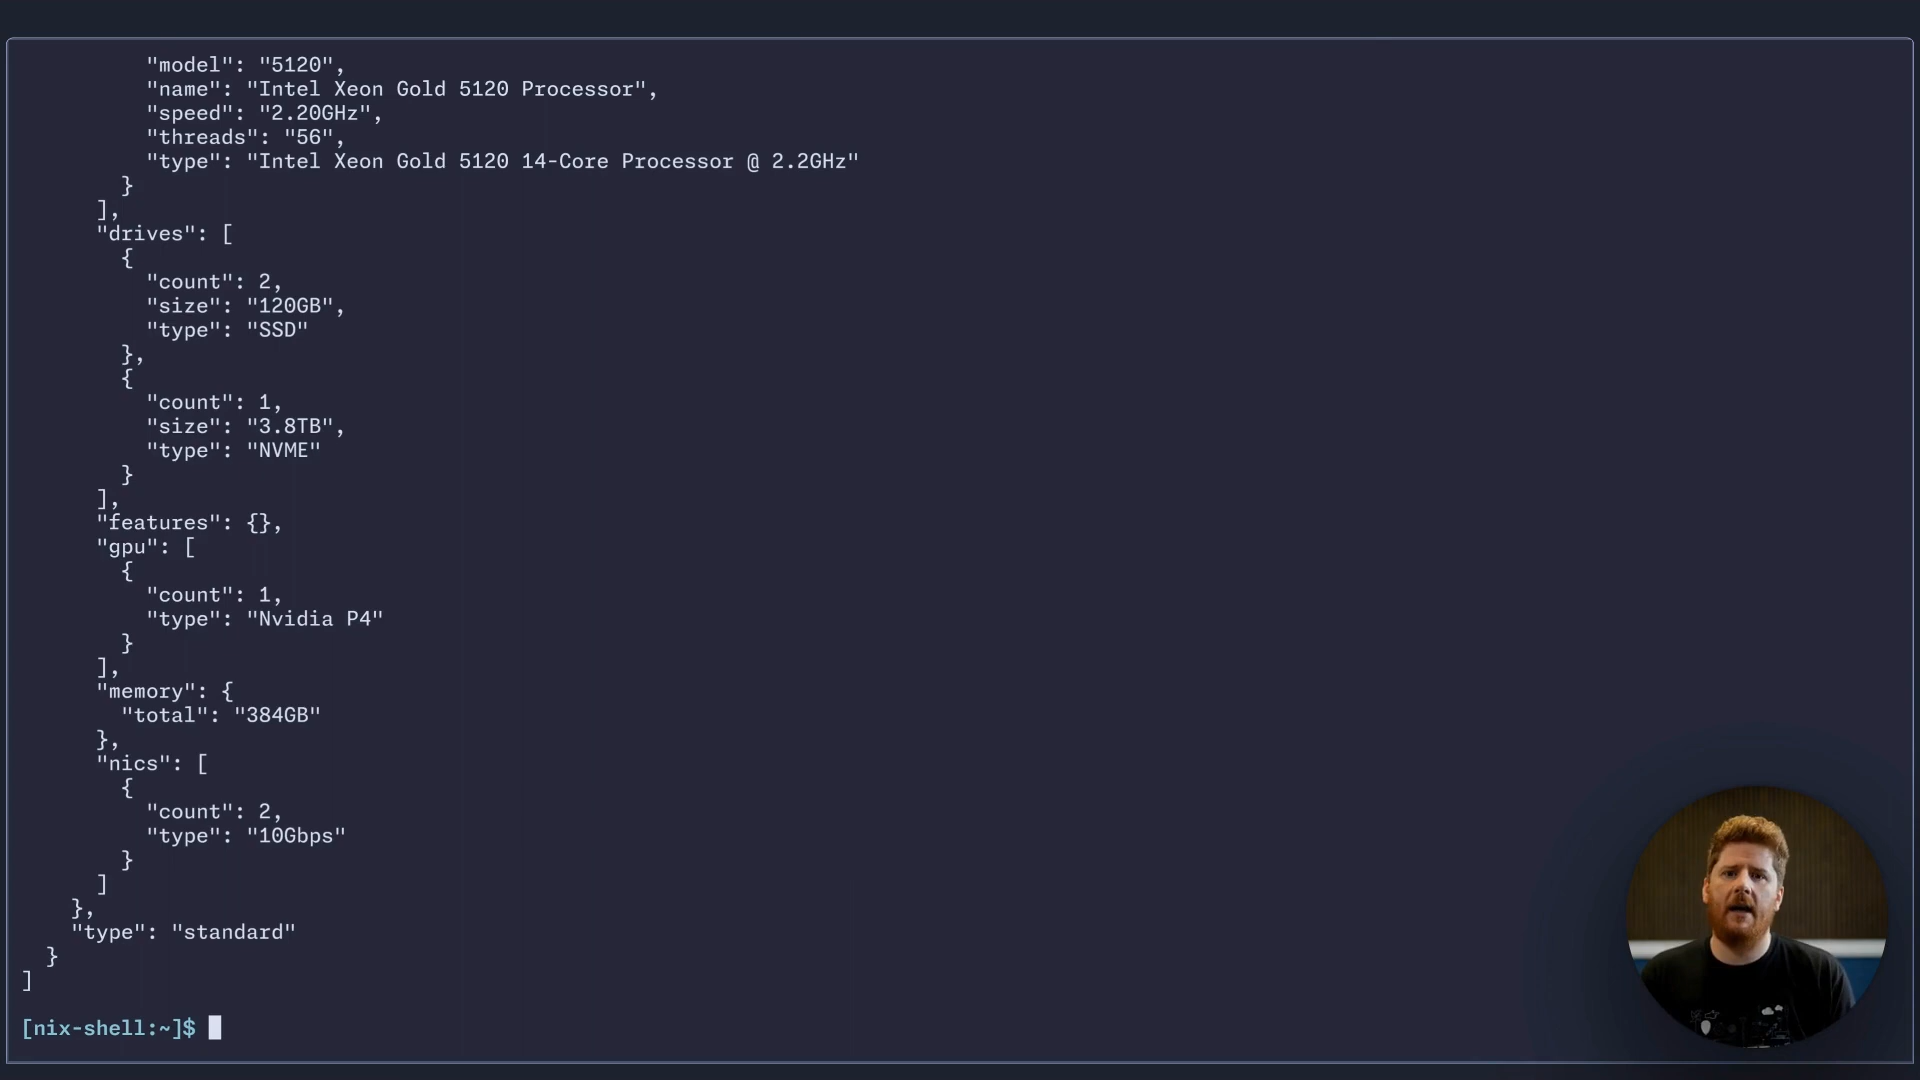 "model": "5120",
"name": "Intel Xeon Gold 5120 Processor",
"speed": "2.20GHz",
"threads": "56",
"type": "Intel Xeon Gold 5120 14-Core Processor @ 2.2GHz"
}
],
"drives": [
{
"count": 2,
"size": "120GB",
"type": "SSD"
},
{
"count": 1,
"size": "3.8TB",
"type": "NVME"
}
],
"features": {},
"gpu": [
{
"count": 1,
"type": "Nvidia P4"
}
],
"memory": {
"total": "384GB"
},
"nics": [
{
"count": 2,
"type": "10Gbps"
}
]
},
"type": "standard"
}
]
[nix-shell:~]$